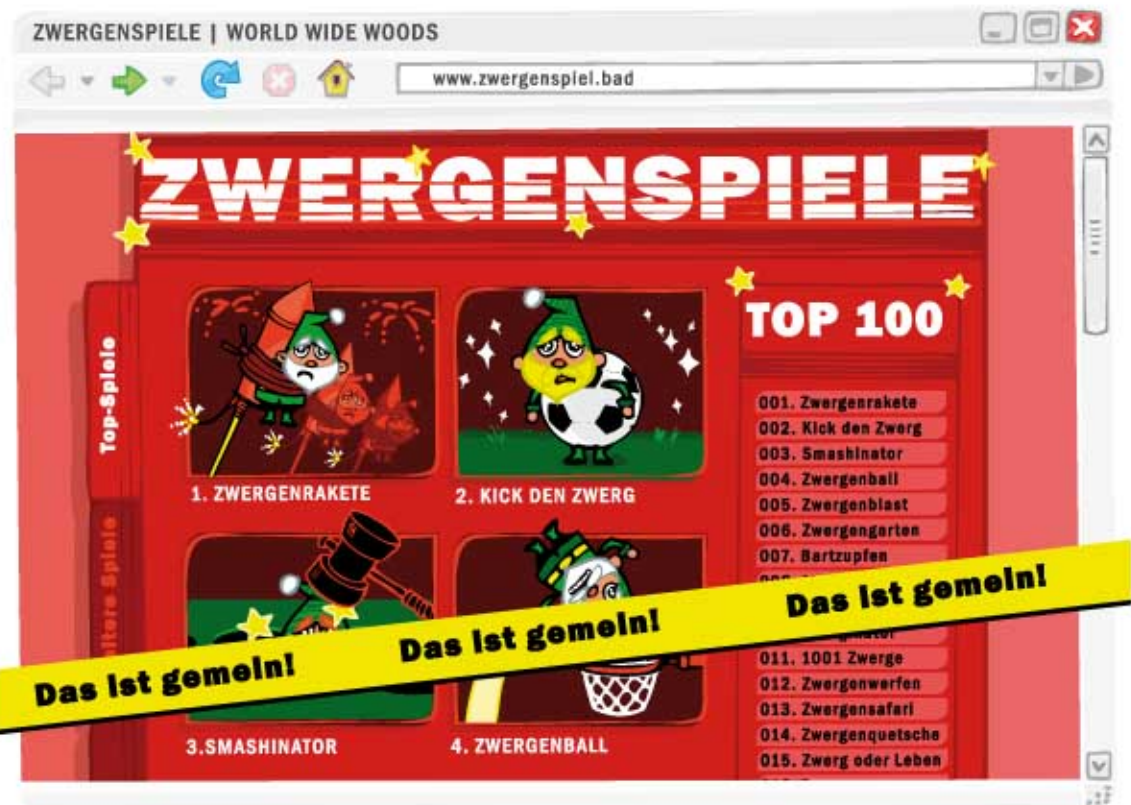 ZWERGENSPIELE | WORLD WIDE WOODS
www.zwergenspiel.bad
ZWERGENSPIELE
Top-Spiele
Spiele
1. ZWERGENRAKETE
2. KICK DEN ZWERG
3.SMASHINATOR
4. ZWERGENBALL
TOP 100
001. Zwergenrakete
002. Kick den Zwerg
003. Smashinator
004. Zwergenball
005. Zwergenblast
006. Zwergengarten
007. Bartzupfen
011. 1001 Zwerge
012. Zwergenwerfen
013. Zwergensafari
014. Zwergenquetsche
015. Zwerg oder Leben
Das ist gemein! Das ist gemein! Das ist gemein!